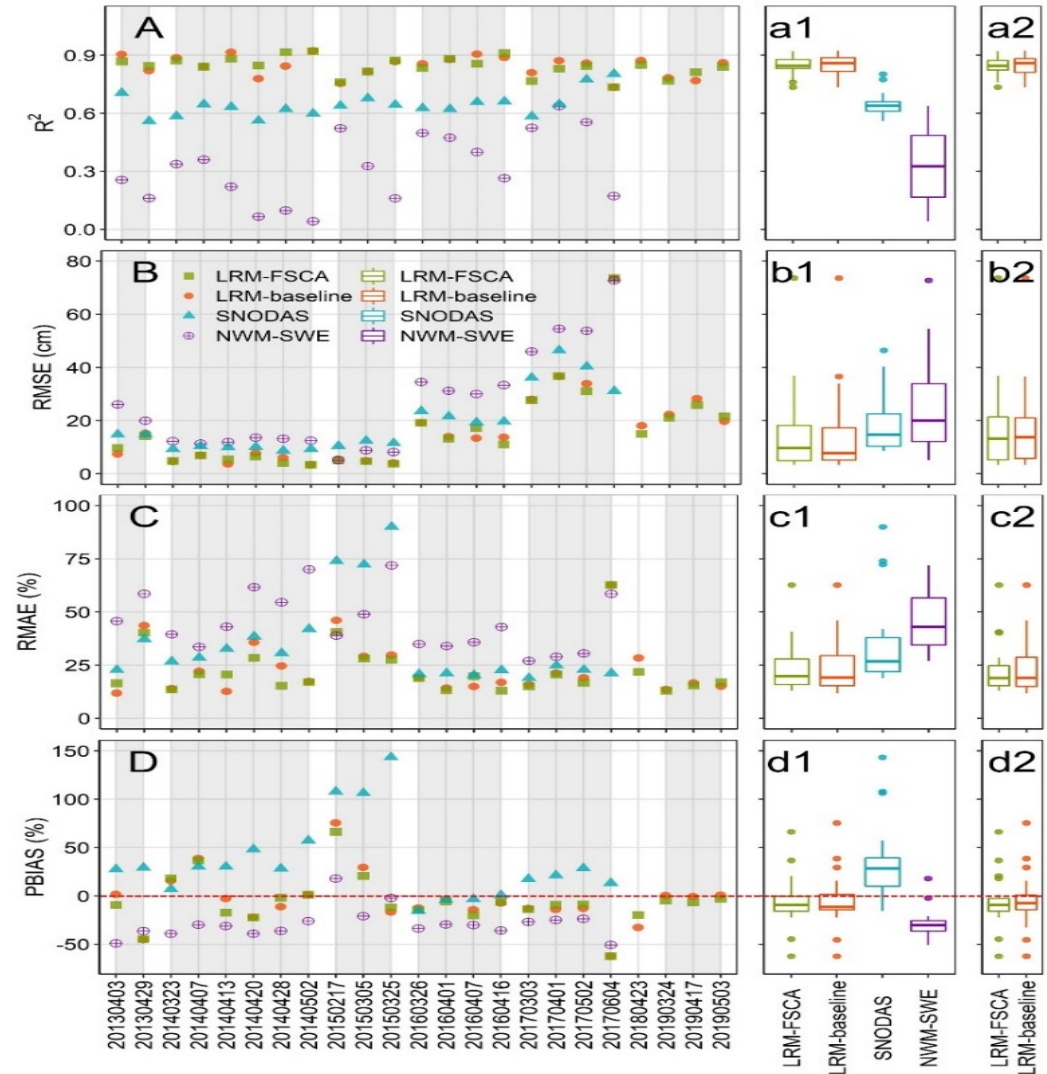 A
a1
a2
R²
0.9
0.6
0.3
0.0
B
b1
b2
RMSE (cm)
80
60
40
20
0
LRM-FSCA LRM-FSCA
LRM-baseline LRM-baseline
SNODAS SNODAS
NWM-SWE NWM-SWE
C
c1
c2
RMAE (%)
100
75
50
25
0
D
d1
d2
PBIAS (%)
150
100
50
0
-50
20130403
20130429
20140323
20140407
20140413
20140420
20140428
20140502
20150217
20150305
20150325
20160326
20160401
20160407
20160416
20170303
20170401
20170502
20170604
20180423
20190324
20190417
20190503
LRM-FSCA
LRM-baseline
SNODAS
NWM-SWE
LRM-FSCA
LRM-baseline